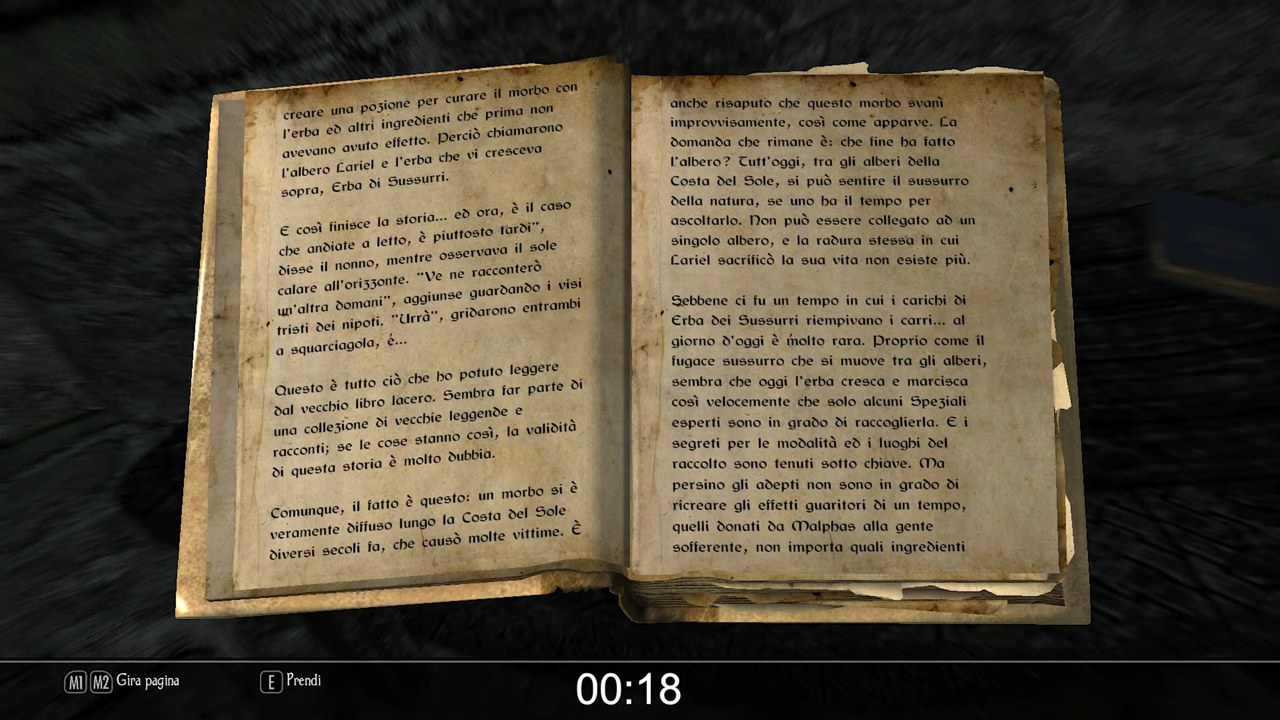 creare una pozione per curare il morbo con
l'erba ed altri ingredienti che prima non
avevano avuto effetto. Perciò chiamarono
l'albero Lariel e l'erba che vi cresceva
sopra, Erba di Sussurri.
E così finisce la storia... ed ora, è il caso
che andiate a letto, è piuttosto tardi",
disse il nonno, mentre osservava il sole
calare all'orizzonte. "Ve ne racconterò
un'altra domani", aggiunse guardando i visi
tristi dei nipoti. "Urrà", gridarono entrambi
a squarciagola, é...
Questo è tutto ciò che ho potuto leggere
dal vecchio libro lacero. Sembra far parte di
una collezione di vecchie leggende e
racconti; se le cose stanno così, la validità
di questa storia è molto dubbia.
Comunque, il fatto è questo: un morbo si è
veramente diffuso lungo la Costa del Sole
diversi secoli fa, che causò molte vittime. È
anche risaputo che questo morbo svanì
improvvisamente, così come apparve. La
domanda che rimane è: che fine ha fatto
l'albero? Tutt'oggi, tra gli alberi della
Costa del Sole, si può sentire il sussurro
della natura, se uno ha il tempo per
ascoltarlo. Non può essere collegato ad un
singolo albero, e la radura stessa in cui
Lariel sacrificò la sua vita non esiste più.
Sebbene ci fu un tempo in cui i carichi di
Erba dei Sussurri riempivano i carri... al
giorno d'oggi è molto rara. Proprio come il
fugace sussurro che si muove tra gli alberi,
sembra che oggi l'erba cresca e marcisca
così velocemente che solo alcuni Speziali
esperti sono in grado di raccoglierla. E i
segreti per le modalità ed i luoghi del
raccolto sono tenuti sotto chiave. Ma
persino gli adepti non sono in grado di
ricreare gli effetti guaritori di un tempo,
quelli donati da Malphas alla gente
sofferente, non importa quali ingredienti
M1 M2 Gira pagina
E Prendi
00:18